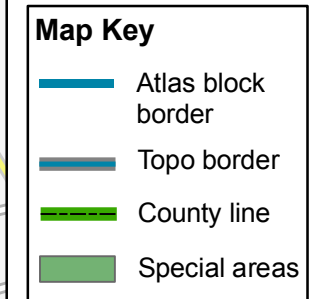 Map Key
Atlas block
border
Topo border
County line
Special areas